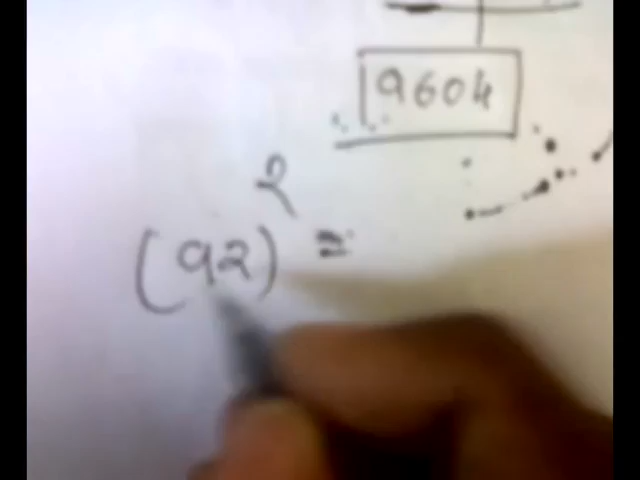 9604
(92)² =